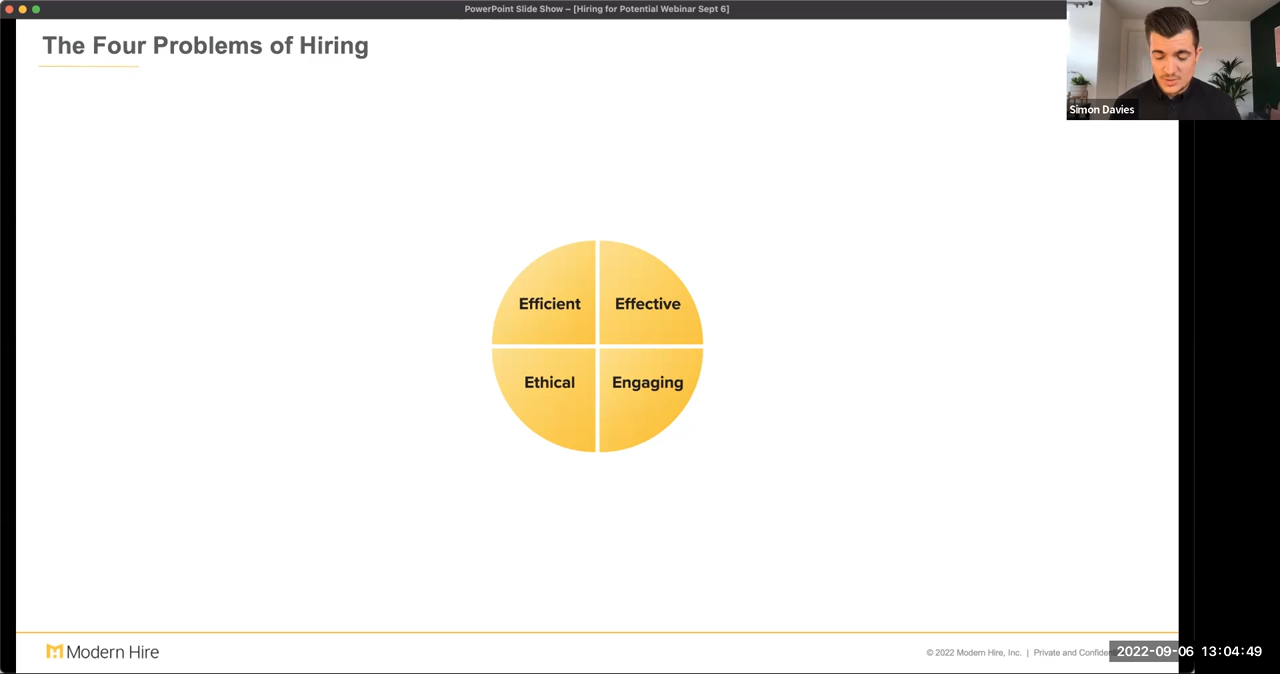 PowerPoint Slide Show – [Hiring for Potential Webinar Sept 6]
The Four Problems of Hiring
Simon Davies
Efficient
Effective
Ethical
Engaging
Modern Hire
© 2022 Modern Hire, Inc. | Private and Confiden
2022-09-06 13:04:49